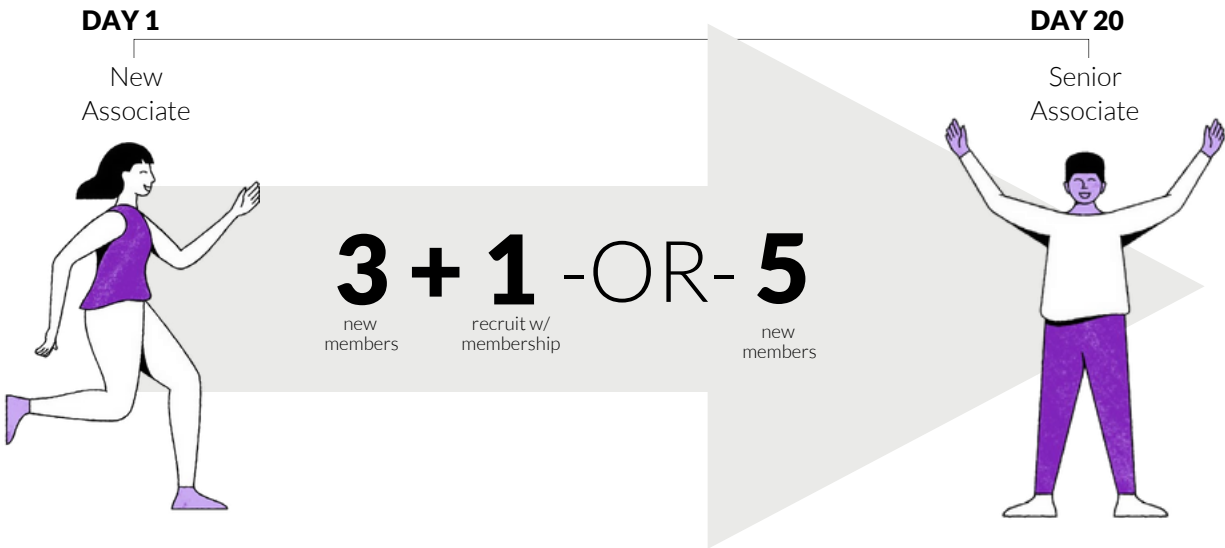 DAY 1
DAY 20
New
Associate
Senior
Associate
3 + 1 -OR- 5
new
members
recruit w/
membership
new
members